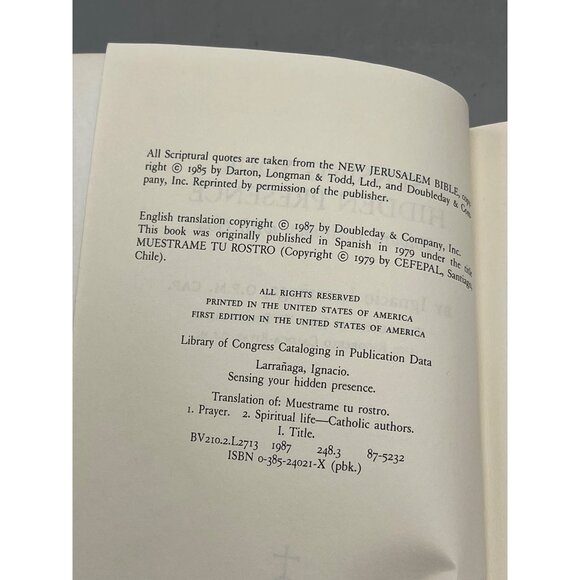 All Scriptural quotes are taken from the NEW JERUSALEM BIBLE, copy-
right © 1985 by Darton, Longman & Todd, Ltd., and Doubleday & Com-
pany, Inc. Reprinted by permission of the publisher.
English translation copyright © 1987 by Doubleday & Company, Inc.
This book was originally published in Spanish in 1979 under the title
MUESTRAME TU ROSTRO (Copyright © 1979 by CEFEPAL, Santiago,
Chile).
ALL RIGHTS RESERVED
PRINTED IN THE UNITED STATES OF AMERICA
FIRST EDITION IN THE UNITED STATES OF AMERICA
Library of Congress Cataloging in Publication Data
Larrañaga, Ignacio.
Sensing your hidden presence.
Translation of: Muestrame tu rostro.
1. Prayer. 2. Spiritual life—Catholic authors.
I. Title.
BV210.2.L2713 1987 248.3 87-5232
ISBN 0-385-24021-X (pbk.)